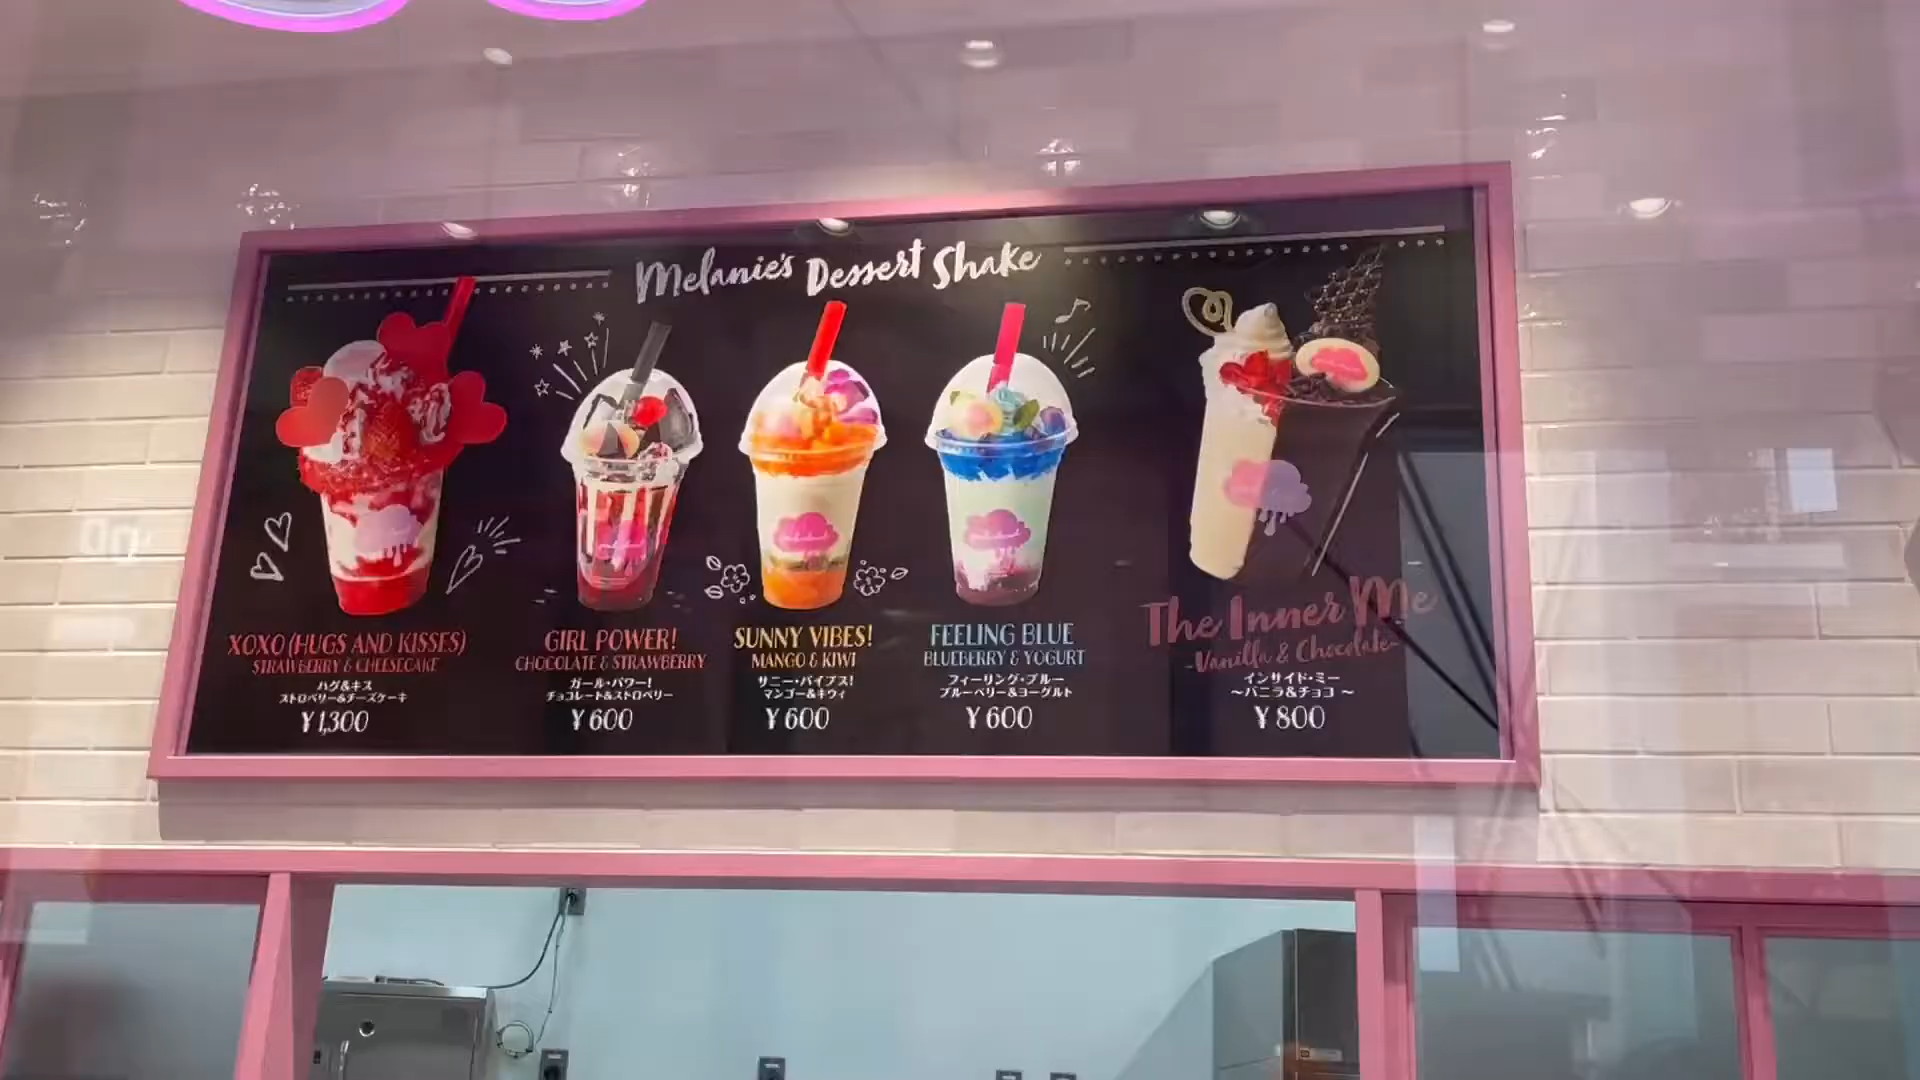 Melanie's Dessert Shake
XOXO (HUGS AND KISSES)
STRAWBERRY & CHEESECAKE
ハグ&キス
ストロベリー&チーズケーキ
¥1,300
GIRL POWER!
CHOCOLATE & STRAWBERRY
ガール・パワー!
チョコレート&ストロベリー
¥600
SUNNY VIBES!
MANGO & KIWI
サニー・バイブス!
マンゴー&キウィ
¥600
FEELING BLUE
BLUEBERRY & YOGURT
フィーリング・ブルー
ブルーベリー&ヨーグルト
¥600
The Inner Me
-Vanilla & Chocolate-
インサイド・ミー
～バニラ&チョコ～
¥800